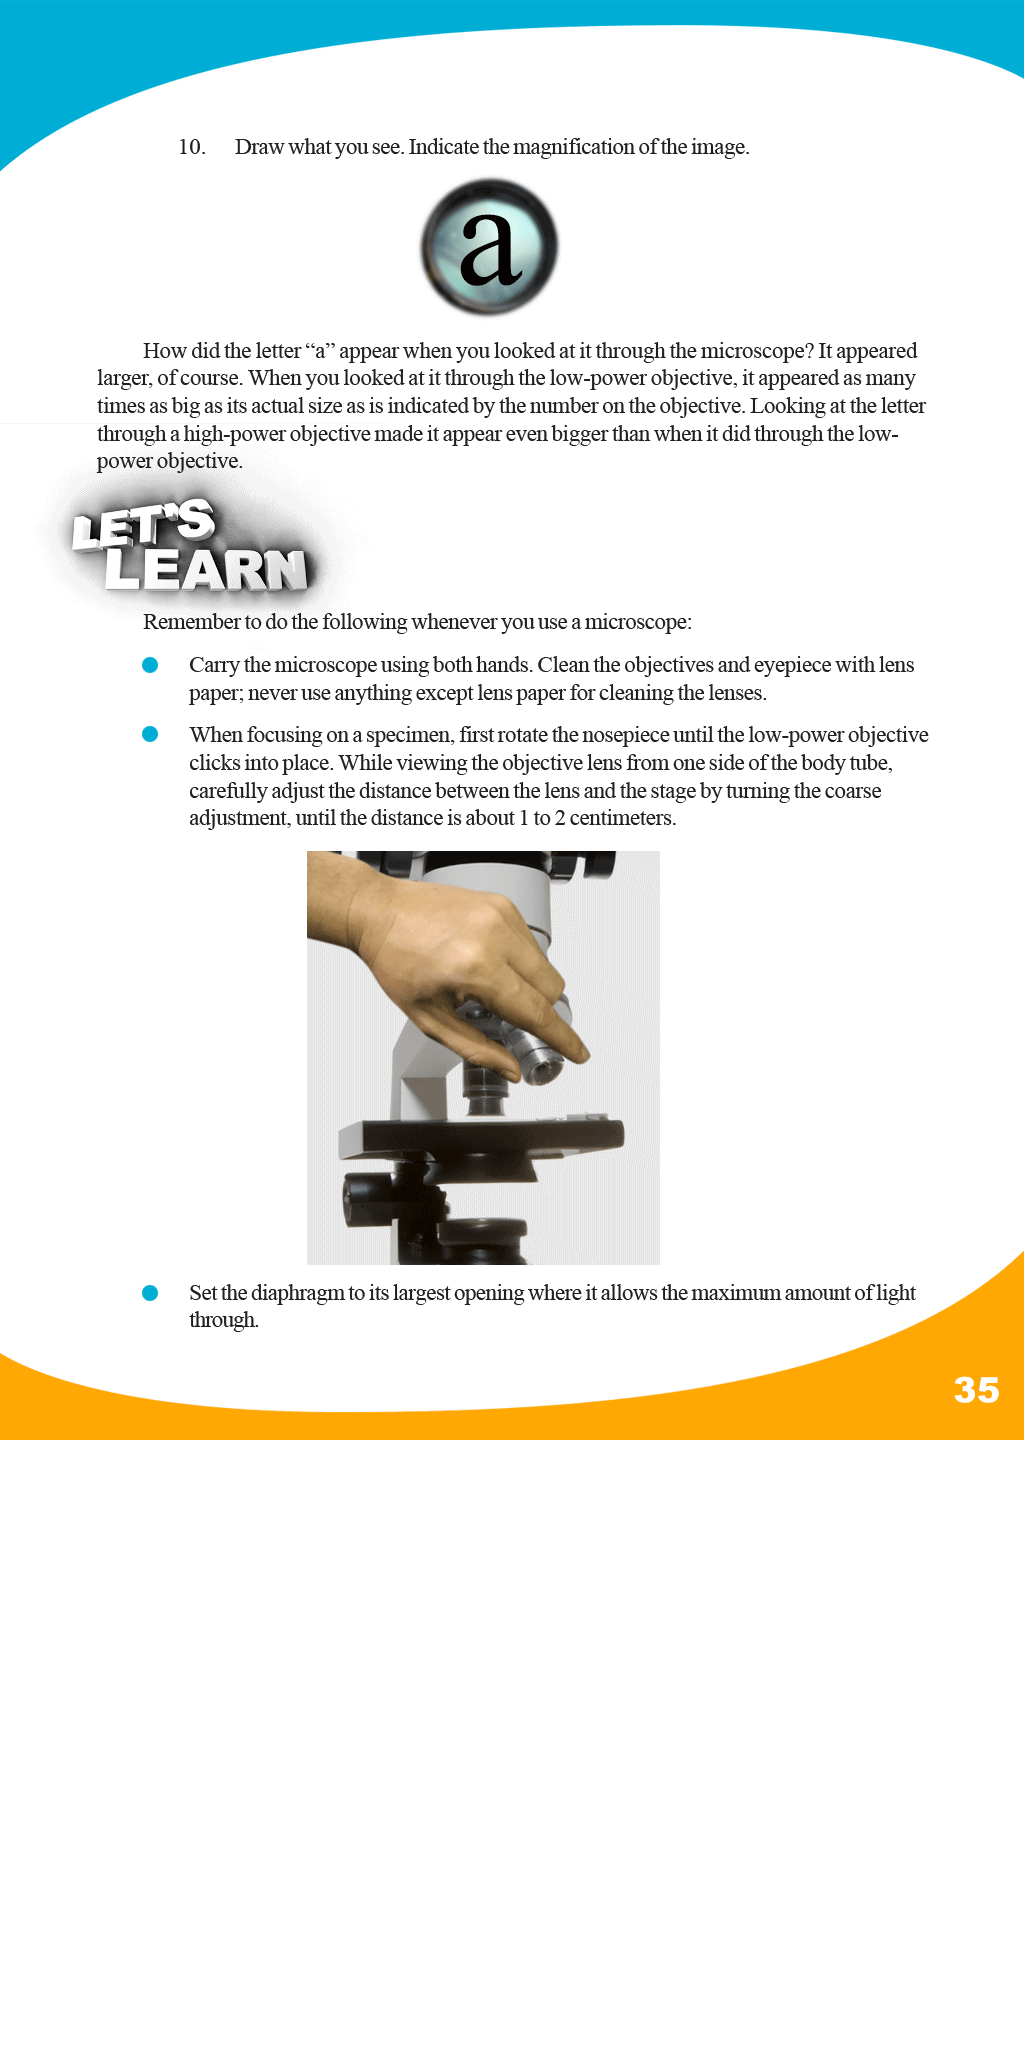 10. Draw what you see. Indicate the magnification of the image.
a
How did the letter “a” appear when you looked at it through the microscope? It appeared
larger, of course. When you looked at it through the low-power objective, it appeared as many
times as big as its actual size as is indicated by the number on the objective. Looking at the letter
through a high-power objective made it appear even bigger than when it did through the low-
power objective.
LET'S
LEARN
Remember to do the following whenever you use a microscope:
Carry the microscope using both hands. Clean the objectives and eyepiece with lens
paper; never use anything except lens paper for cleaning the lenses.
When focusing on a specimen, first rotate the nosepiece until the low-power objective
clicks into place. While viewing the objective lens from one side of the body tube,
carefully adjust the distance between the lens and the stage by turning the coarse
adjustment, until the distance is about 1 to 2 centimeters.
Set the diaphragm to its largest opening where it allows the maximum amount of light
through.
35